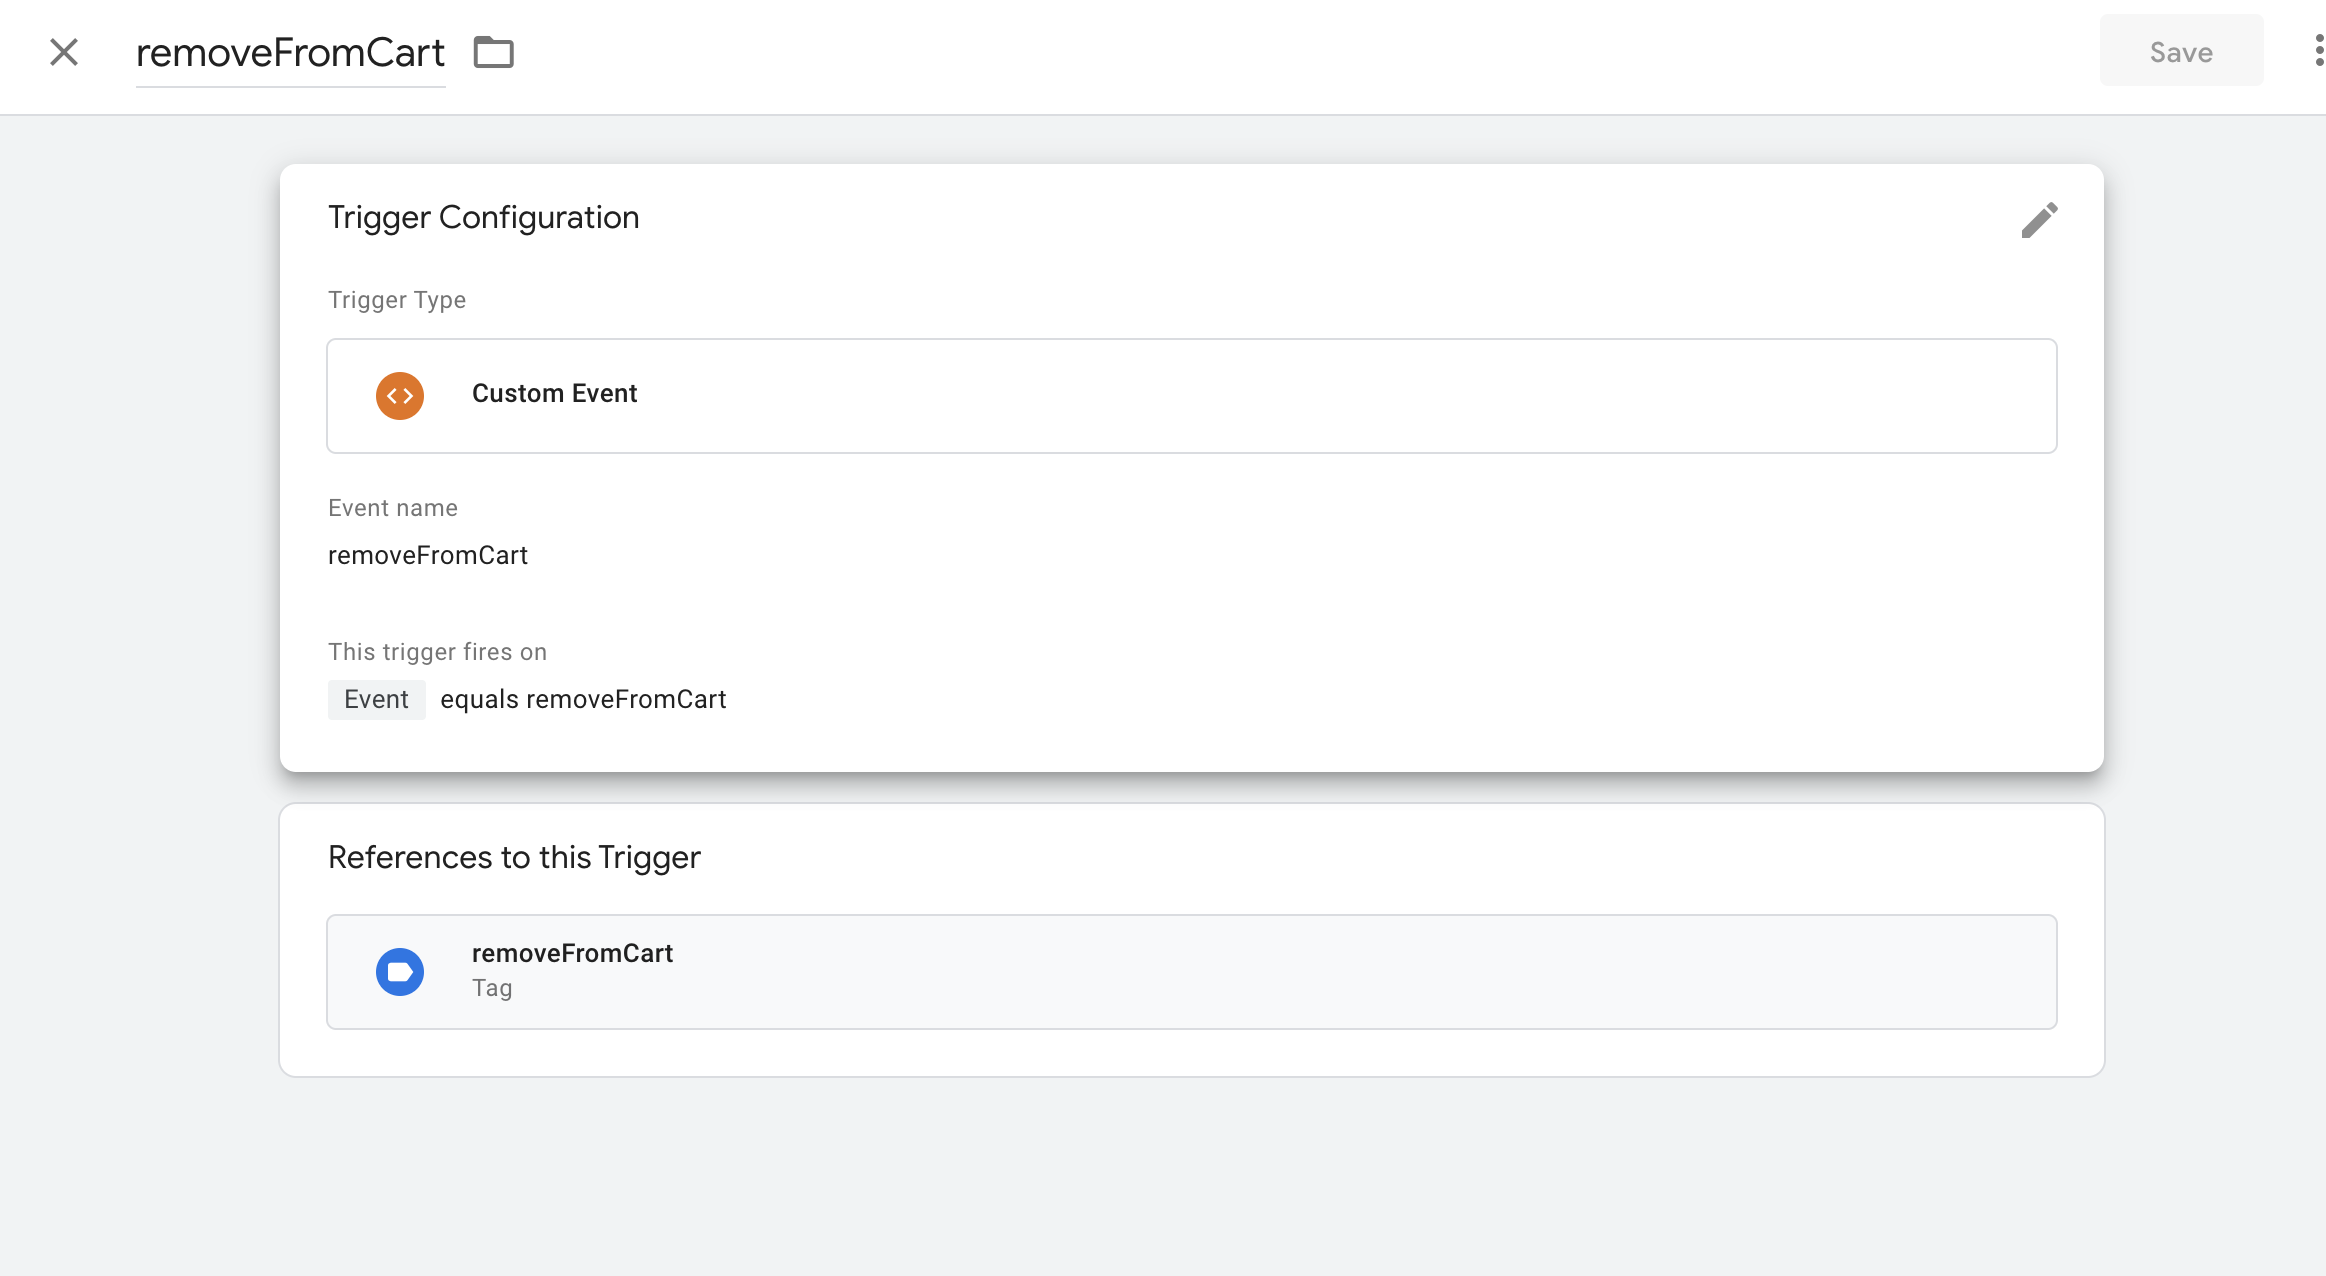 removeFromCart
Save
Trigger Configuration
Trigger Type
Custom Event
Event name
removeFromCart
This trigger fires on
Event equals removeFromCart
References to this Trigger
removeFromCart
Tag